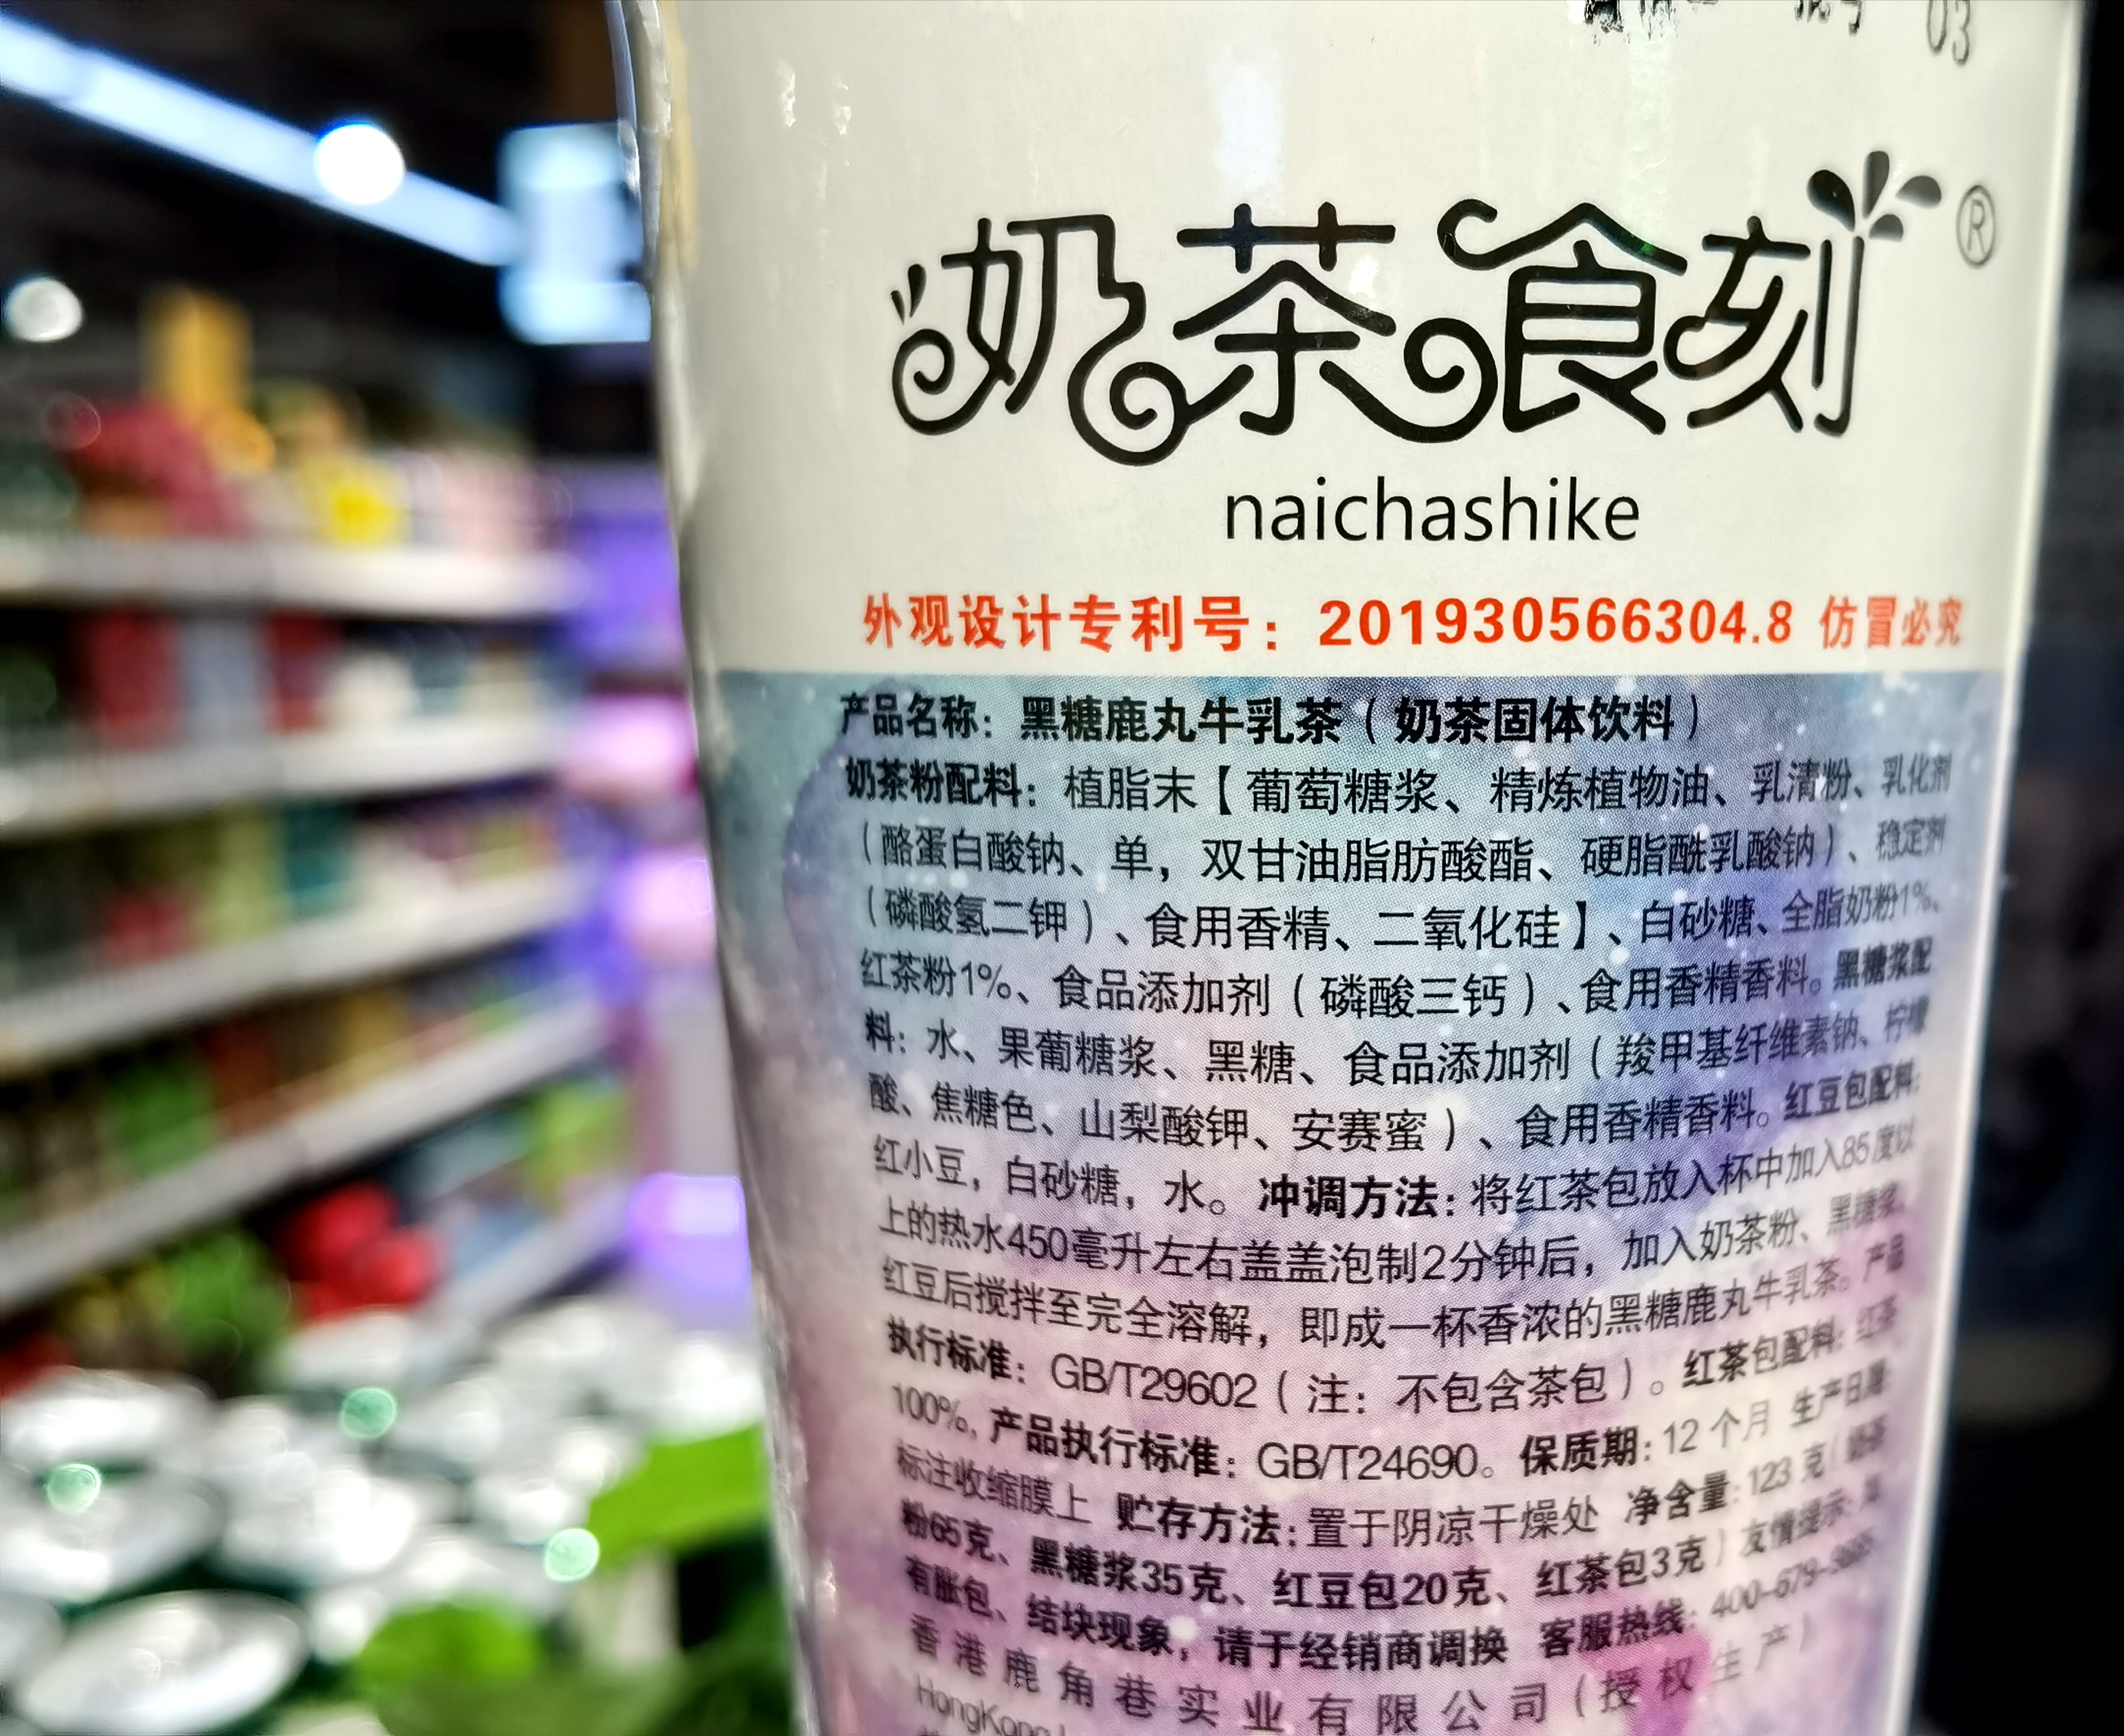 03
奶茶食刻®
naichashike
外观设计专利号：201930566304.8 仿冒必究
产品名称：黑糖鹿丸牛乳茶（奶茶固体饮料）
奶茶粉配料：植脂末【葡萄糖浆、精炼植物油、乳清粉、乳化剂
（酪蛋白酸钠、单，双甘油脂肪酸酯、硬脂酰乳酸钠）、稳定剂
（磷酸氢二钾）、食用香精、二氧化硅】、白砂糖、全脂奶粉1%、
红茶粉1%、食品添加剂（磷酸三钙）、食用香精香料。黑糖浆配
料：水、果葡糖浆、黑糖、食品添加剂（羧甲基纤维素钠、柠檬
酸、焦糖色、山梨酸钾、安赛蜜）、食用香精香料。红豆包配料：
红小豆，白砂糖，水。冲调方法：将红茶包放入杯中加入85度以
上的热水450毫升左右盖盖泡制2分钟后，加入奶茶粉、黑糖浆、
红豆后搅拌至完全溶解，即成一杯香浓的黑糖鹿丸牛乳茶。产品
执行标准：GB/T29602（注：不包含茶包）。红茶包配料：红茶
100%，产品执行标准：GB/T24690。保质期：12个月 生产日期：
标注收缩膜上 贮存方法：置于阴凉干燥处 净含量：123克（奶茶
粉65克、黑糖浆35克、红豆包20克、红茶包3克）友情提示：
有胀包、结块现象，请于经销商调换 客服热线：400-679-
香港鹿角巷实业有限公司（授权生产）
HongKong